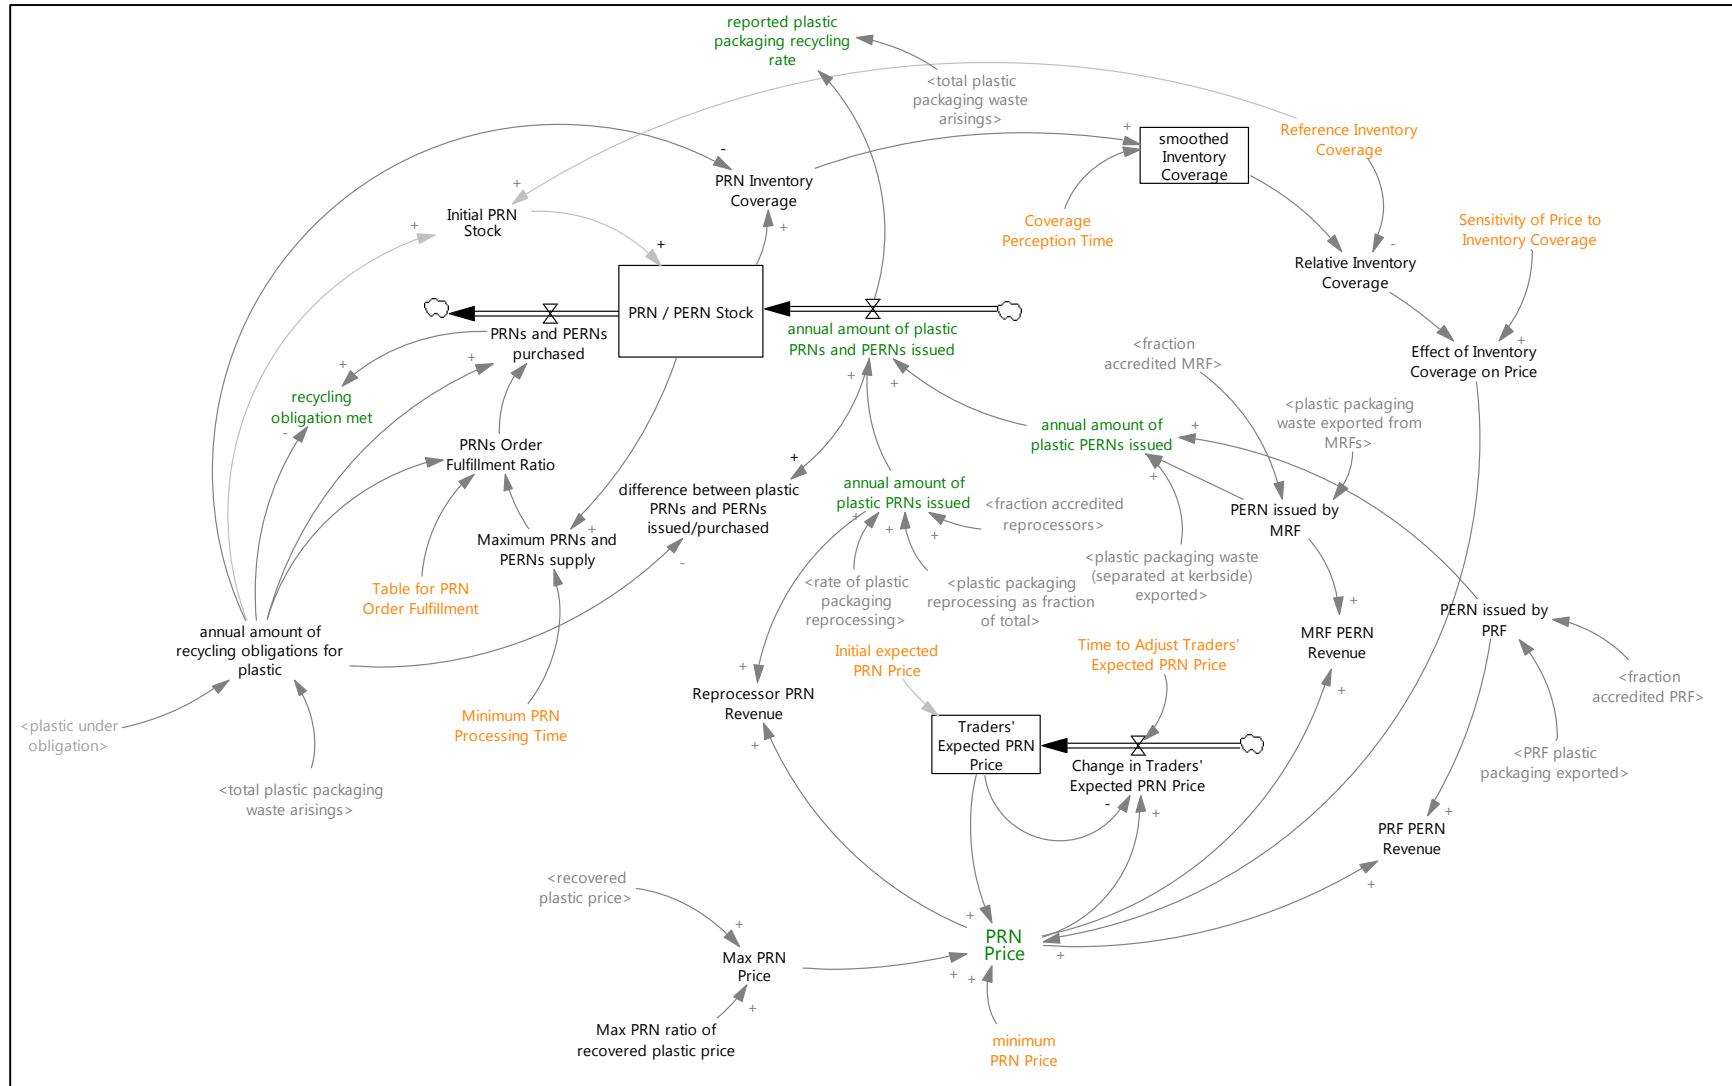 reported plastic
packaging recycling
rate
<total plastic
packaging waste
arisings>
Reference Inventory
Coverage
smoothed
Inventory
Coverage
PRN Inventory
Coverage
Initial PRN
Stock
Coverage
Perception Time
Sensitivity of Price to
Inventory Coverage
Relative Inventory
Coverage
PRN / PERN Stock
PRNs and PERNs
purchased
annual amount of plastic
PRNs and PERNs issued
<fraction
accredited MRF>
Effect of Inventory
Coverage on Price
recycling
obligation met
<plastic packaging
waste exported from
MRFs>
annual amount of
plastic PERNs issued
PRNs Order
Fulfillment Ratio
difference between plastic
PRNs and PERNs
issued/purchased
annual amount of
plastic PRNs issued
<fraction accredited
reprocessors>
PERN issued by
MRF
Maximum PRNs and
PERNs supply
Table for PRN
Order Fulfillment
<rate of plastic
packaging
reprocessing>
<plastic packaging
reprocessing as fraction
of total>
<plastic packaging waste
(separated at kerbside)
exported>
PERN issued by
PRF
annual amount of
recycling obligations for
plastic
MRF PERN
Revenue
Initial expected
PRN Price
Time to Adjust Traders'
Expected PRN Price
<fraction
accredited PRF>
Reprocessor PRN
Revenue
<plastic under
obligation>
Minimum PRN
Processing Time
Traders'
Expected PRN
Price
Change in Traders'
Expected PRN Price
<PRF plastic
packaging exported>
<total plastic packaging
waste arisings>
PRF PERN
Revenue
<recovered
plastic price>
PRN
Price
Max PRN
Price
Max PRN ratio of
recovered plastic price
minimum
PRN Price